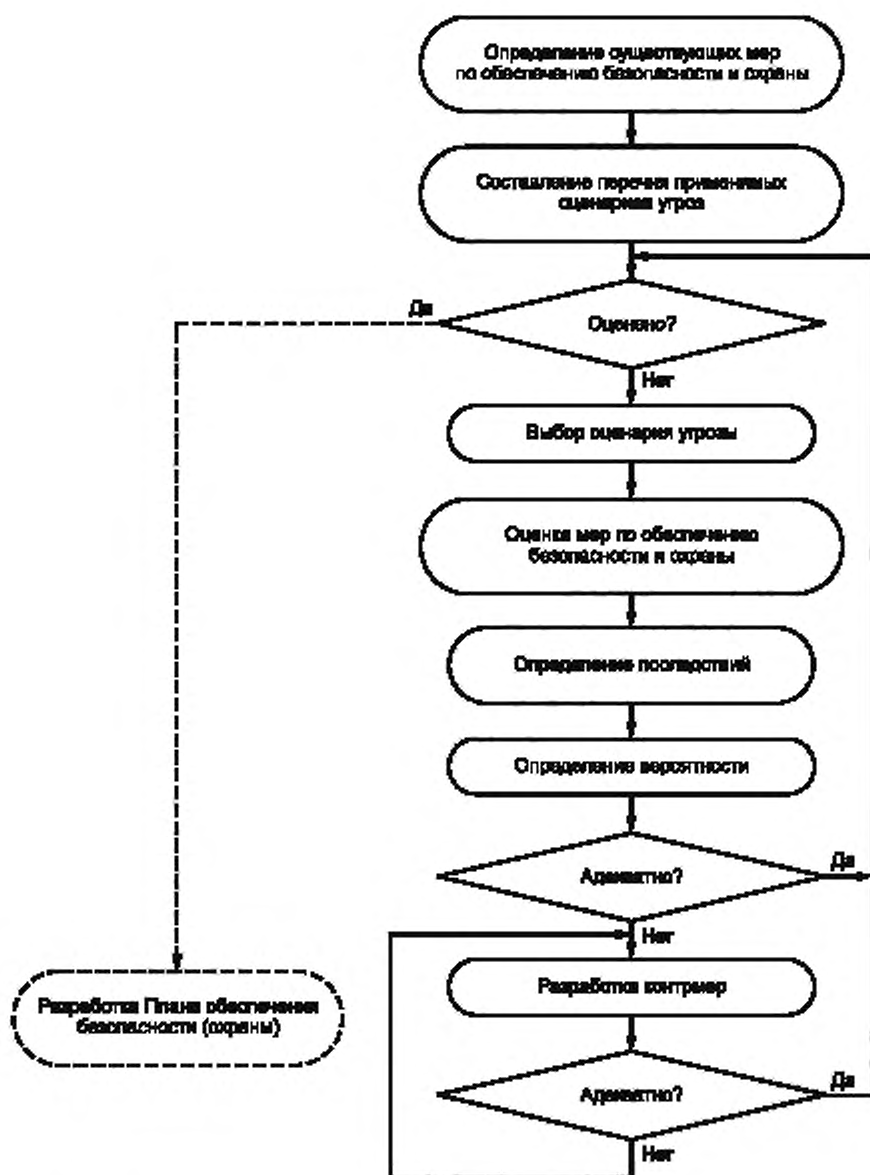 Определение существующих мер
по обеспечению безопасности и охраны
Составление перечня применимых
сценариев угроз
Да
Оценено?
Нет
Выбор сценария угрозы
Оценка мер по обеспечению
безопасности и охраны
Определение последствий
Определение вероятности
Адекватно?
Да
Нет
Разработка Плана обеспечения
безопасности (охраны)
Разработка контрмер
Адекватно?
Да
Нет